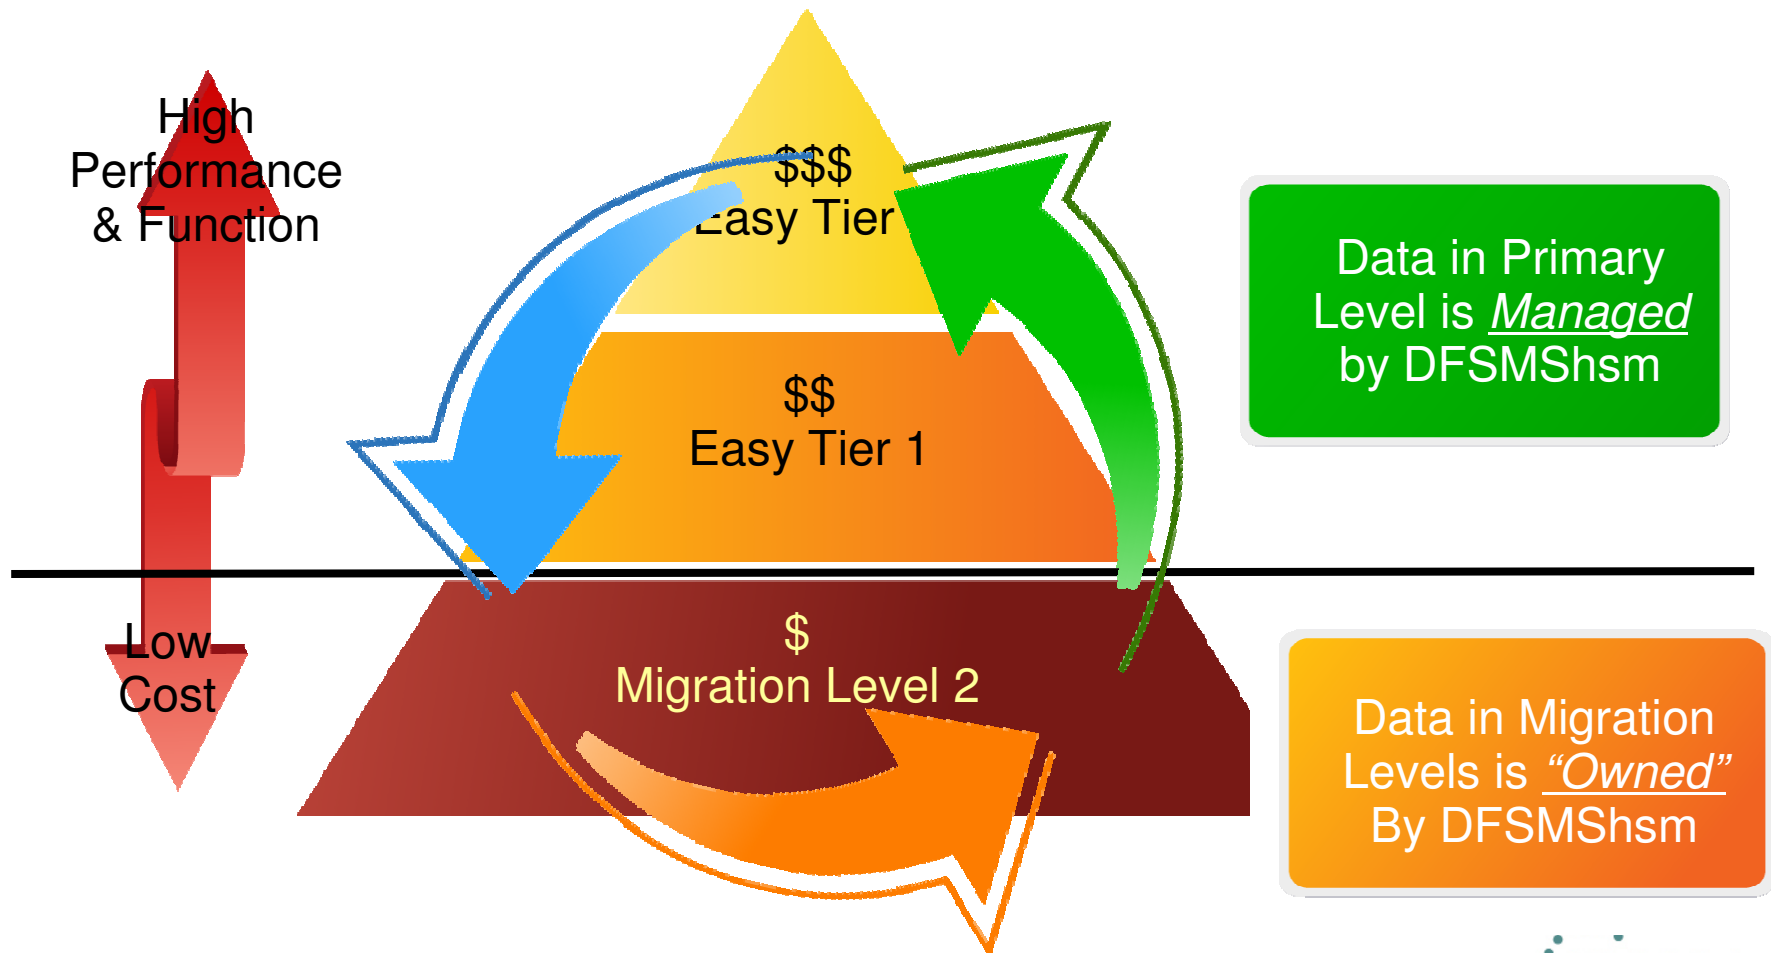 High
Performance
& Function
$$$
Easy Tier
$$
Easy Tier 1
Data in Primary
Level is Managed
by DFSMShsm
Low
Cost
$
Migration Level 2
Data in Migration
Levels is “Owned”
By DFSMShsm